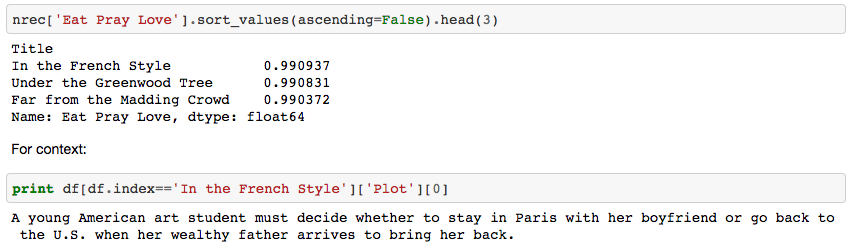 nrec['Eat Pray Love'].sort_values(ascending=False).head(3)
Title
In the French Style           0.990937
Under the Greenwood Tree      0.990831
Far from the Madding Crowd    0.990372
Name: Eat Pray Love, dtype: float64
For context:
print df[df.index=='In the French Style']['Plot'][0]
A young American art student must decide whether to stay in Paris with her boyfriend or go back to
the U.S. when her wealthy father arrives to bring her back.